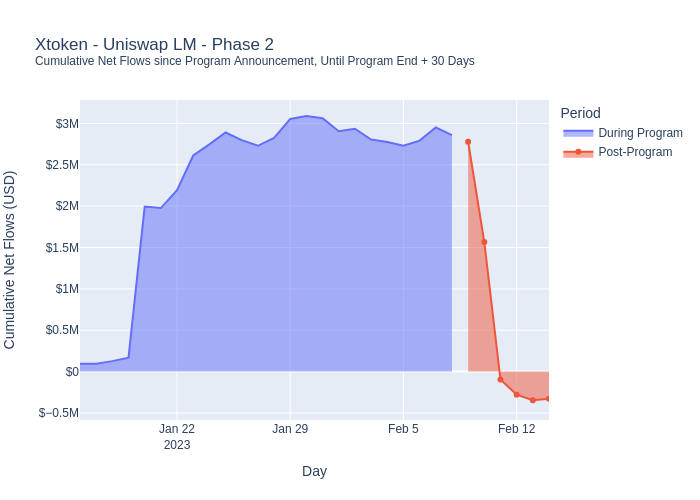 Xtoken - Uniswap LM - Phase 2
Cumulative Net Flows since Program Announcement, Until Program End + 30 Days
Period
During Program
Post-Program
Cumulative Net Flows (USD)
$3M
$2.5M
$2M
$1.5M
$1M
$0.5M
$0
$−0.5M
Jan 22
2023
Jan 29
Feb 5
Feb 12
Day